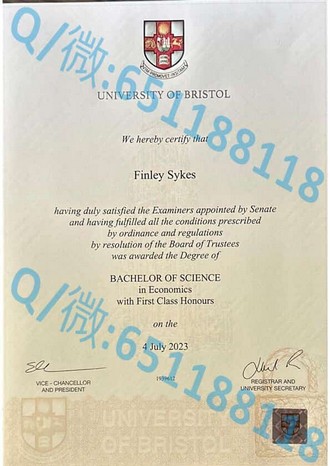 VIM PROMOVET INSITAM
UNIVERSITY OF BRISTOL
We hereby certify that
Finley Sykes
having duly satisfied the Examiners appointed by Senate
and having fulfilled all the conditions prescribed
by ordinance and regulations
by resolution of the Board of Trustees
was awarded the Degree of
BACHELOR OF SCIENCE
in Economics
with First Class Honours
on the
4 July 2023
VICE - CHANCELLOR
AND PRESIDENT
REGISTRAR AND
UNIVERSITY SECRETARY
UNIVERSITY
OF BRISTOL
Q/微:651188118
Q/微:651188118